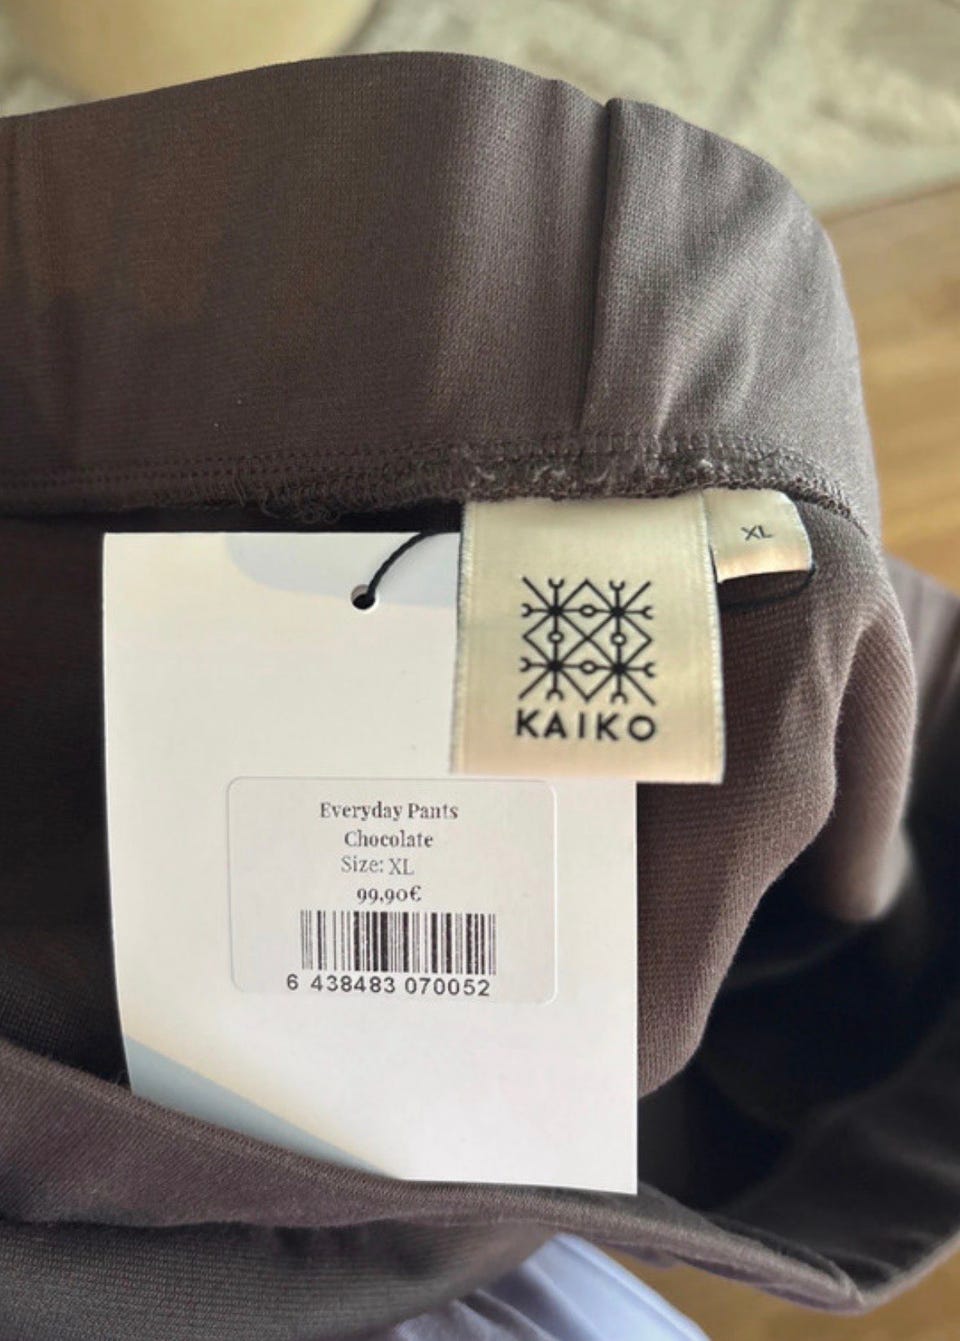 XL
KAIKO
Everyday Pants
Chocolate
Size: XL
99,90€
6 438483 070052